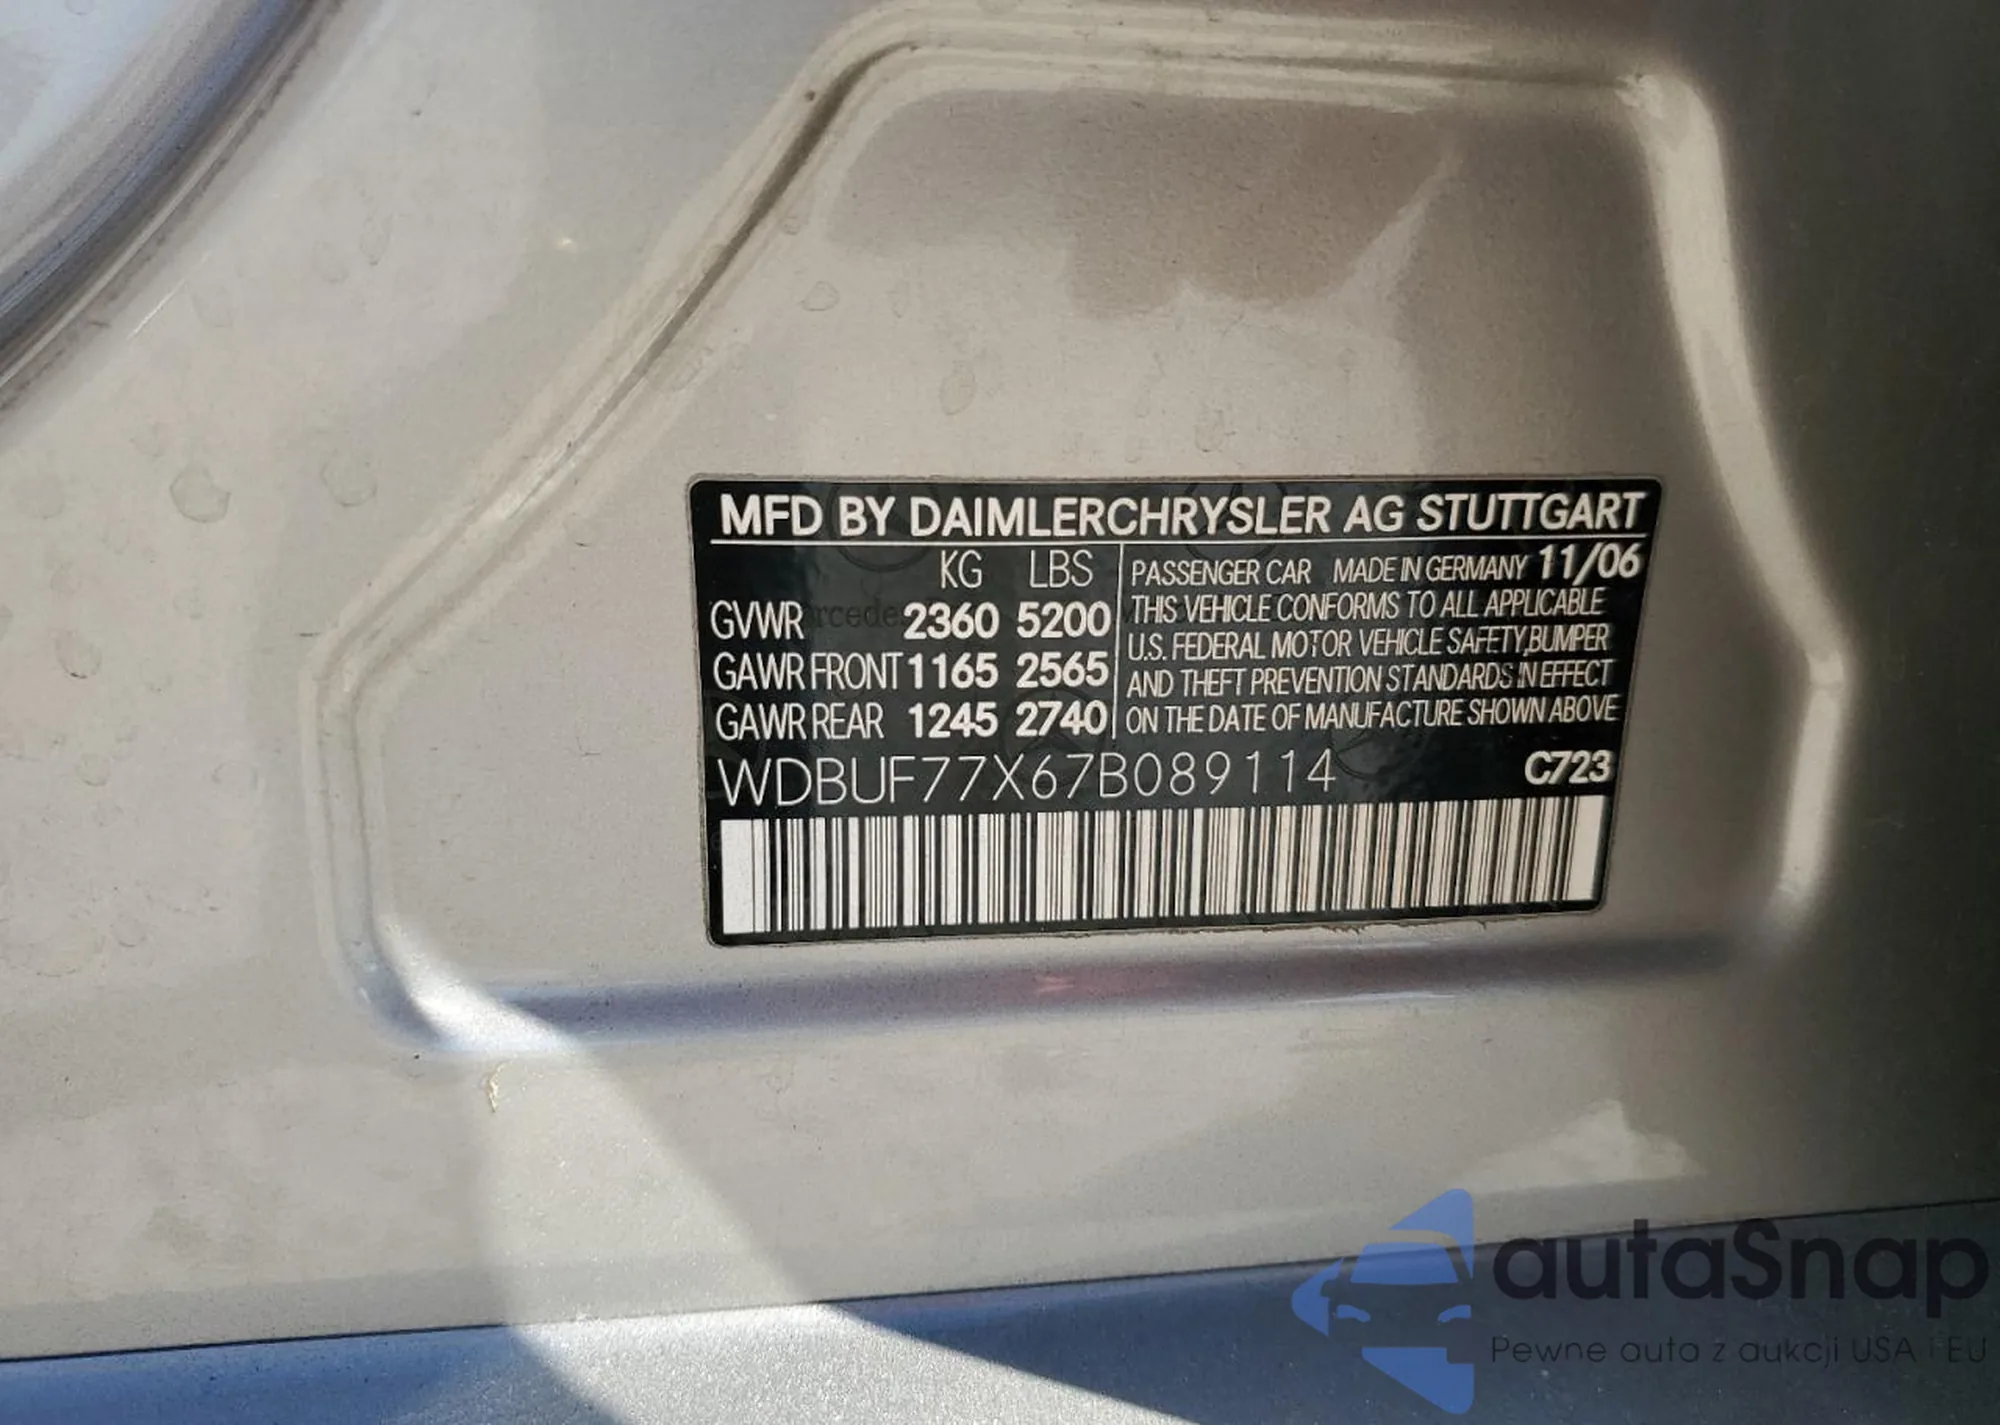 MFD BY DAIMLERCHRYSLER AG STUTTGART
KG LBS
GVWR 2360 5200
GAWR FRONT 1165 2565
GAWR REAR 1245 2740
PASSENGER CAR MADE IN GERMANY 11/06
THIS VEHICLE CONFORMS TO ALL APPLICABLE
U.S. FEDERAL MOTOR VEHICLE SAFETY,BUMPER
AND THEFT PREVENTION STANDARDS IN EFFECT
ON THE DATE OF MANUFACTURE SHOWN ABOVE
WDBUF77X67B089114 C723
autaSnap
Pewne auta z aukcji USA i EU